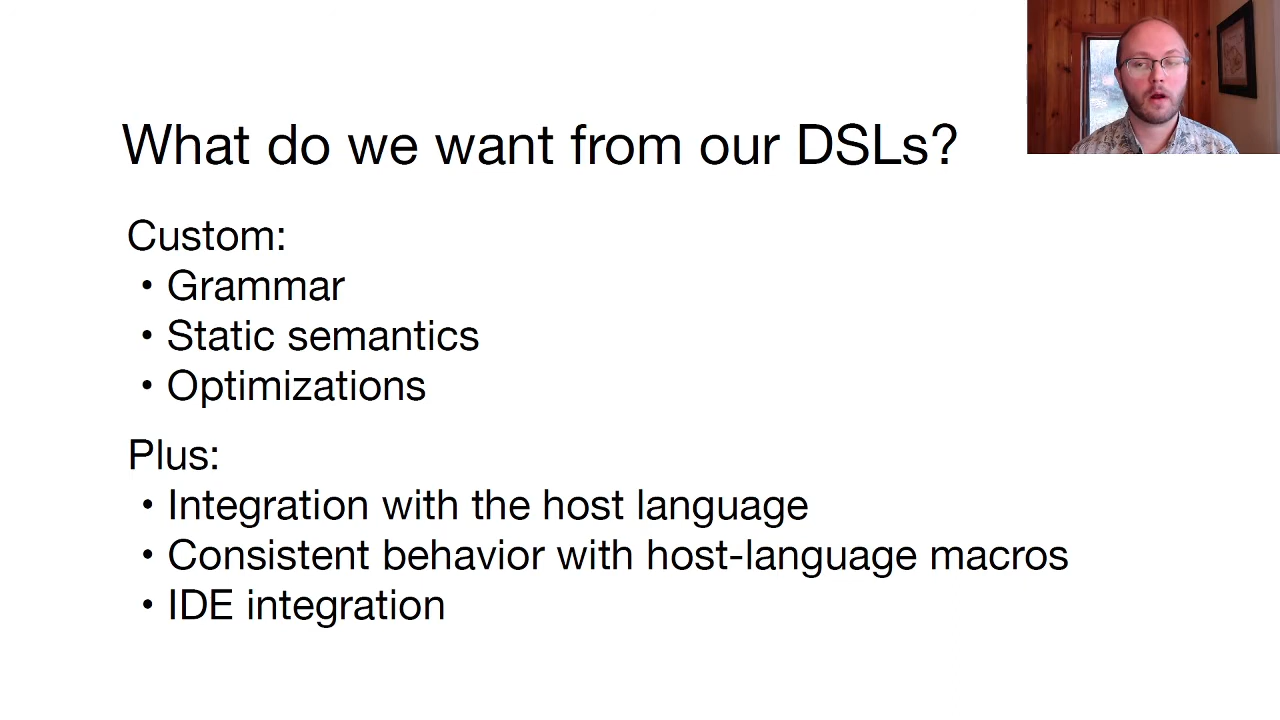 What do we want from our DSLs?
Custom:
• Grammar
• Static semantics
• Optimizations
Plus:
• Integration with the host language
• Consistent behavior with host-language macros
• IDE integration